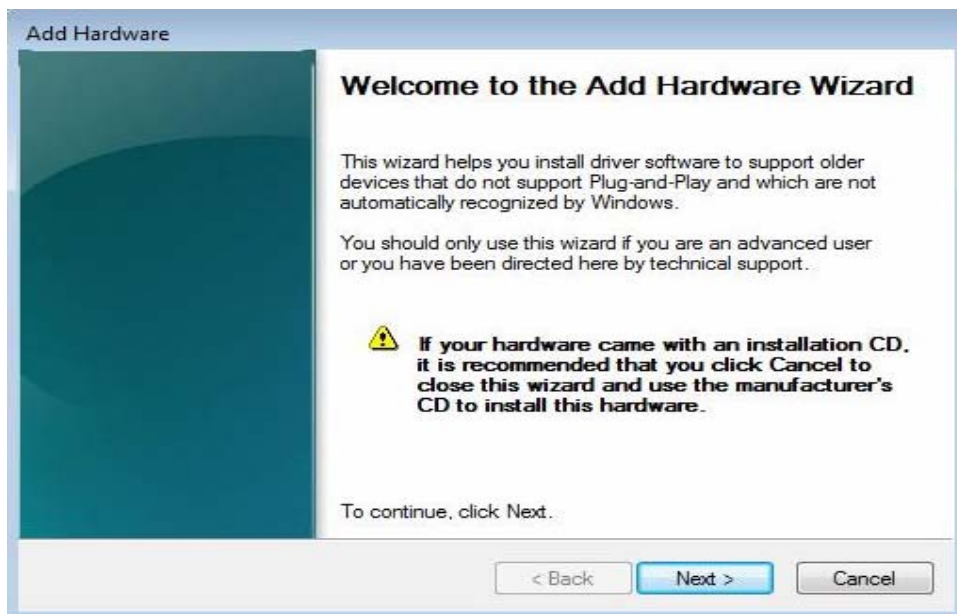 Add Hardware
Welcome to the Add Hardware Wizard
This wizard helps you install driver software to support older
devices that do not support Plug-and-Play and which are not
automatically recognized by Windows.
You should only use this wizard if you are an advanced user
or you have been directed here by technical support.
If your hardware came with an installation CD,
it is recommended that you click Cancel to
close this wizard and use the manufacturer's
CD to install this hardware.
To continue, click Next.
< Back Next > Cancel